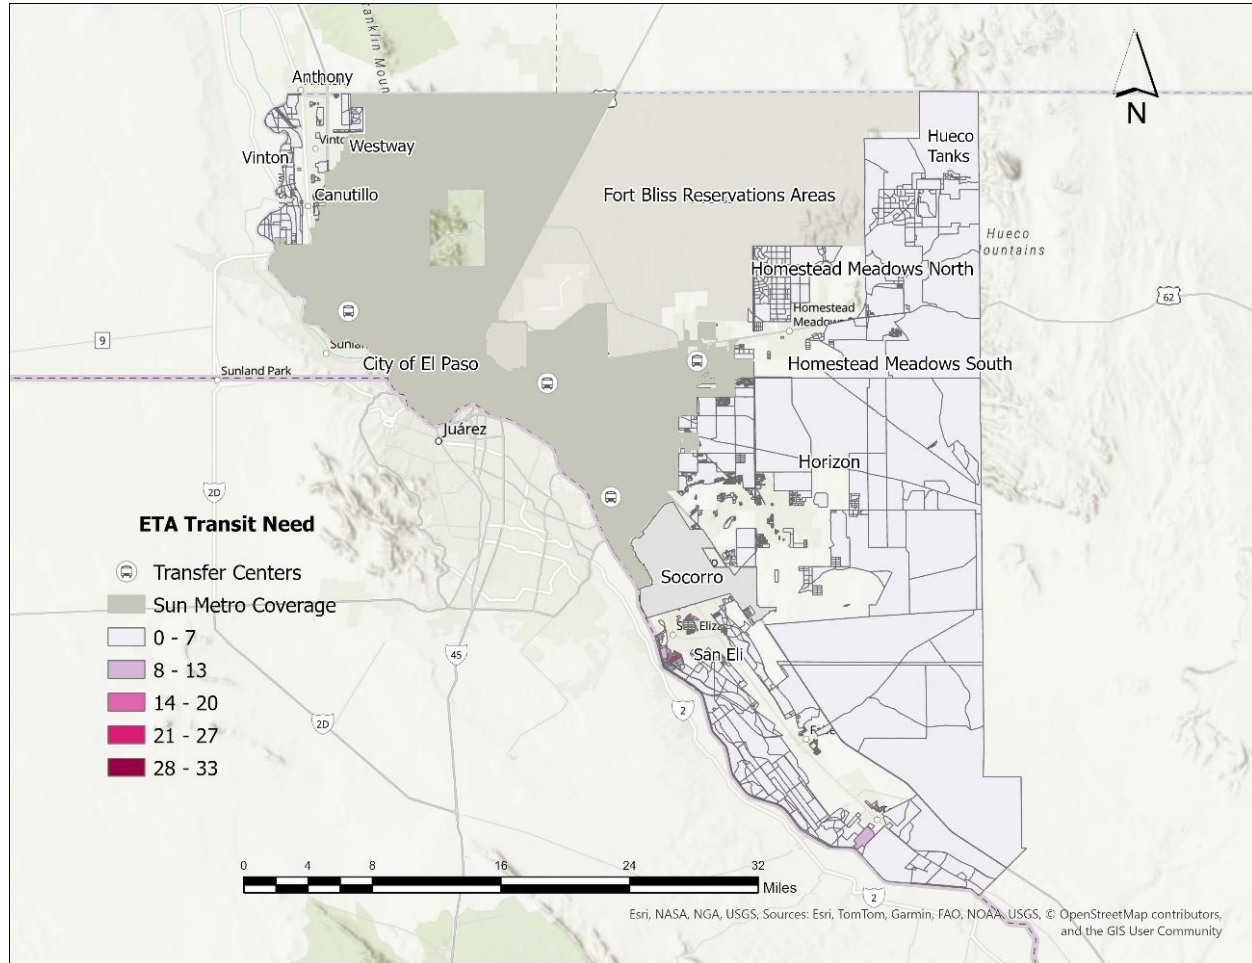 Anthony
Vinton
Westway
Canutillo
Fort Bliss Reservations Areas
Hueco
Tanks
Hueco
Homestead Meadows North
Homestead
Meadows
62
9
Sunland Park
City of El Paso
Homestead Meadows South
Juárez
Horizon
2D
ETA Transit Need
Transfer Centers
Sun Metro Coverage
0 - 7
8 - 13
14 - 20
21 - 27
28 - 33
Socorro
San Eli
45
2
2D
N
0 4 8 16 24 32
Miles
2
Esri, NASA, NGA, USGS, Sources: Esri, TomTom, Garmin, FAO, NOAA, USGS, © OpenStreetMap contributors,
and the GIS User Community